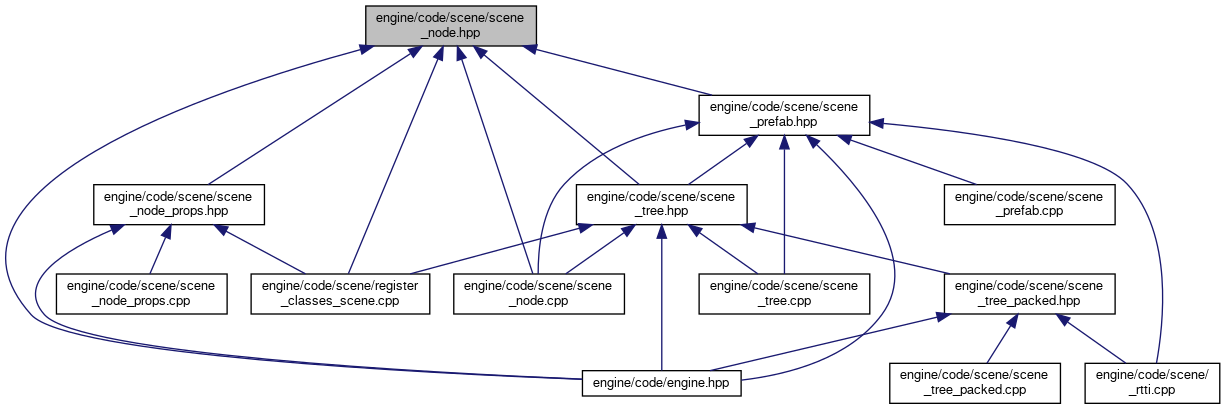 engine/code/scene/scene
_node.hpp
engine/code/scene/scene
_prefab.hpp
engine/code/scene/scene
_node_props.hpp
engine/code/scene/scene
_tree.hpp
engine/code/scene/scene
_prefab.cpp
engine/code/scene/scene
_node_props.cpp
engine/code/scene/register
_classes_scene.cpp
engine/code/scene/scene
_node.cpp
engine/code/scene/scene
_tree.cpp
engine/code/scene/scene
_tree_packed.hpp
engine/code/engine.hpp
engine/code/scene/scene
_tree_packed.cpp
engine/code/scene/
_rtti.cpp